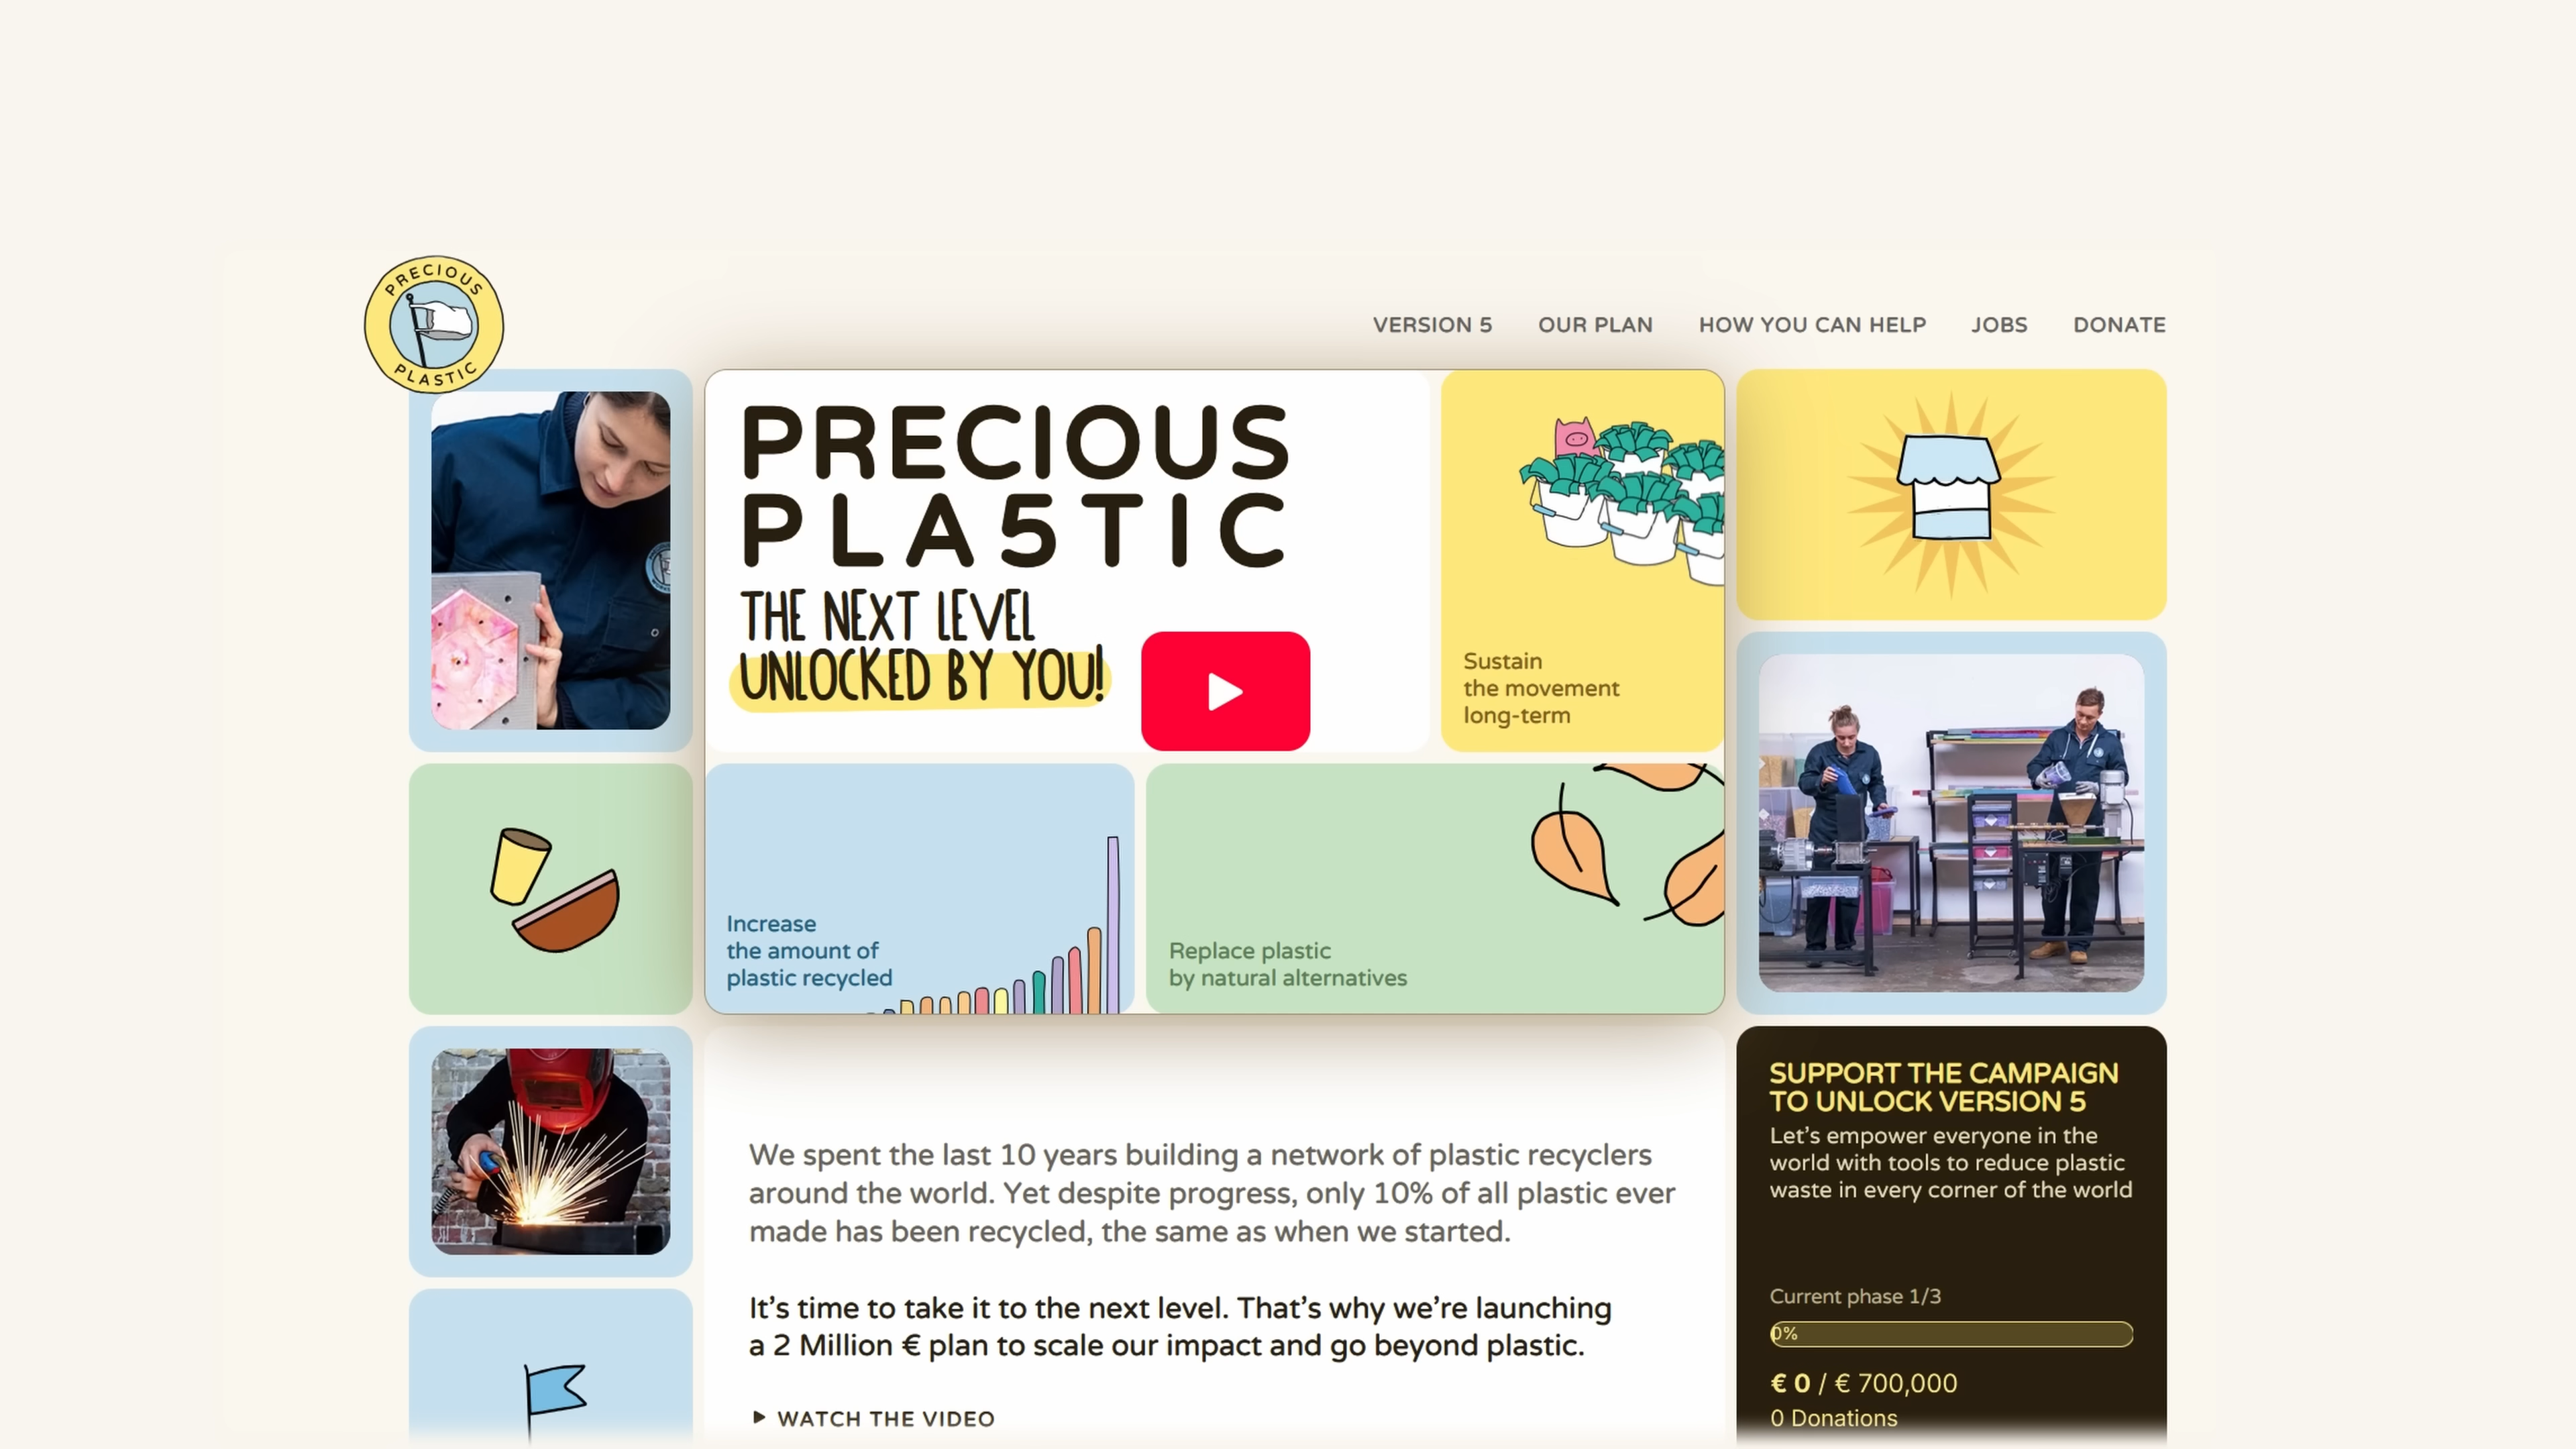 PRECIOUS
PLASTIC
VERSION 5
OUR PLAN
HOW YOU CAN HELP
JOBS
DONATE
PRECIOUS
PLA5TIC
THE NEXT LEVEL
UNLOCKED BY YOU!
Sustain
the movement
long-term
Increase
the amount of
plastic recycled
Replace plastic
by natural alternatives
We spent the last 10 years building a network of plastic recyclers
around the world. Yet despite progress, only 10% of all plastic ever
made has been recycled, the same as when we started.
It's time to take it to the next level. That's why we're launching
a 2 Million € plan to scale our impact and go beyond plastic.
WATCH THE VIDEO
SUPPORT THE CAMPAIGN
TO UNLOCK VERSION 5
Let's empower everyone in the
world with tools to reduce plastic
waste in every corner of the world
Current phase 1/3
0%
€ 0 / € 700,000
0 Donations